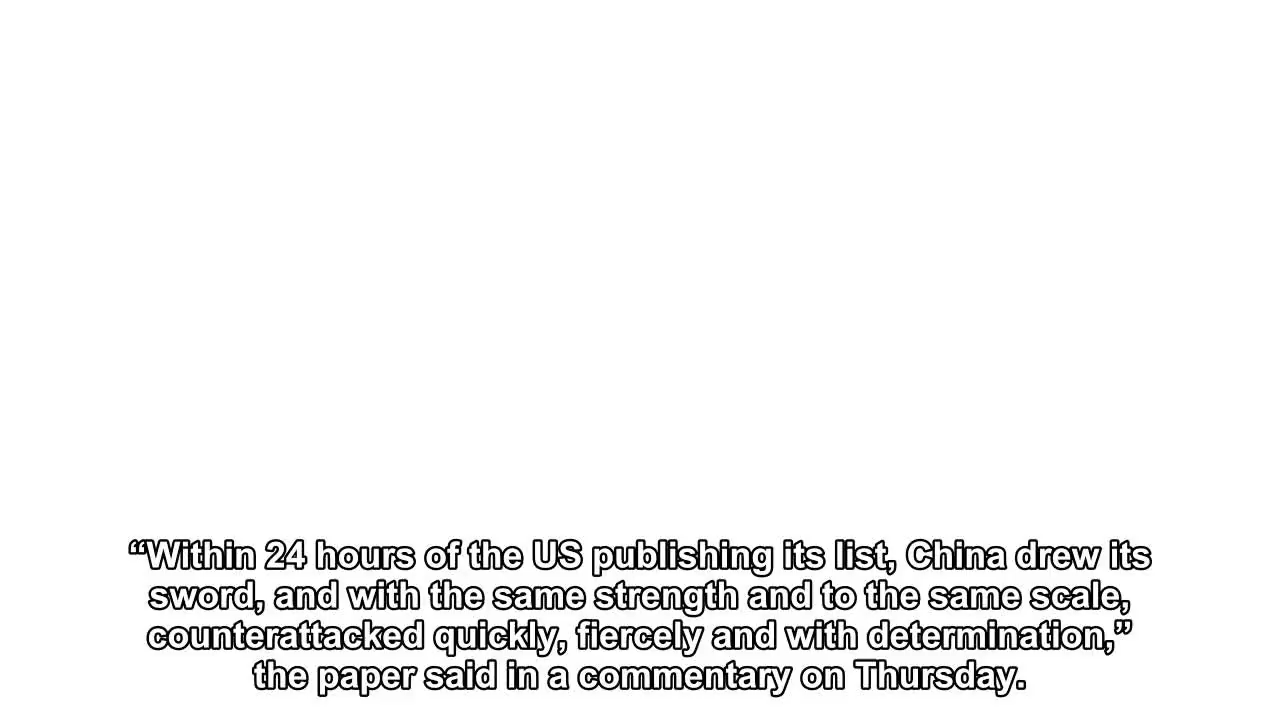 “Within 24 hours of the US publishing its list, China drew its
sword, and with the same strength and to the same scale,
counterattacked quickly, fiercely and with determination,”
the paper said in a commentary on Thursday.